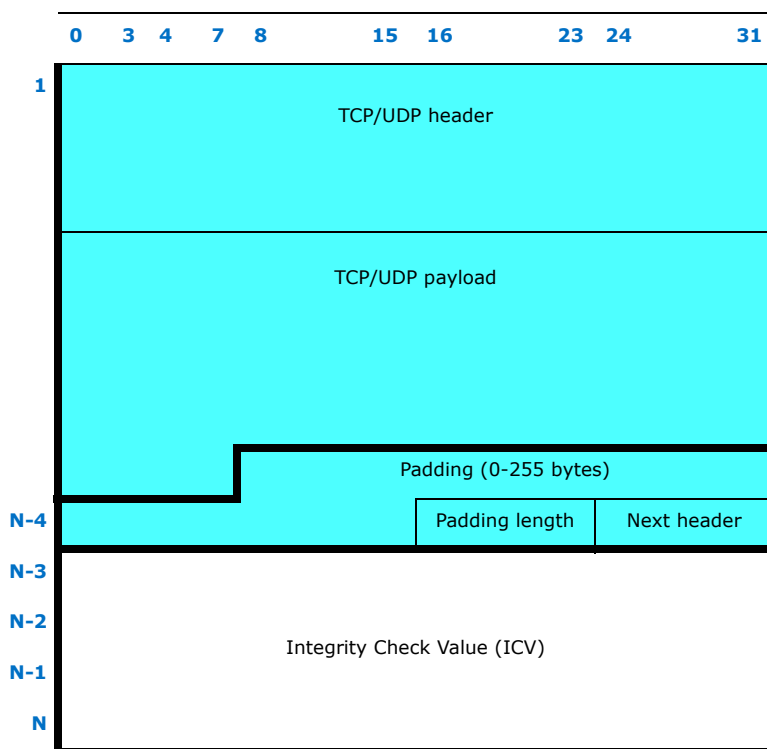 0 3 4 7 8 15 16 23 24 31
1
TCP/UDP header
TCP/UDP payload
Padding (0-255 bytes)
N-4 Padding length Next header
N-3
N-2
Integrity Check Value (ICV)
N-1
N